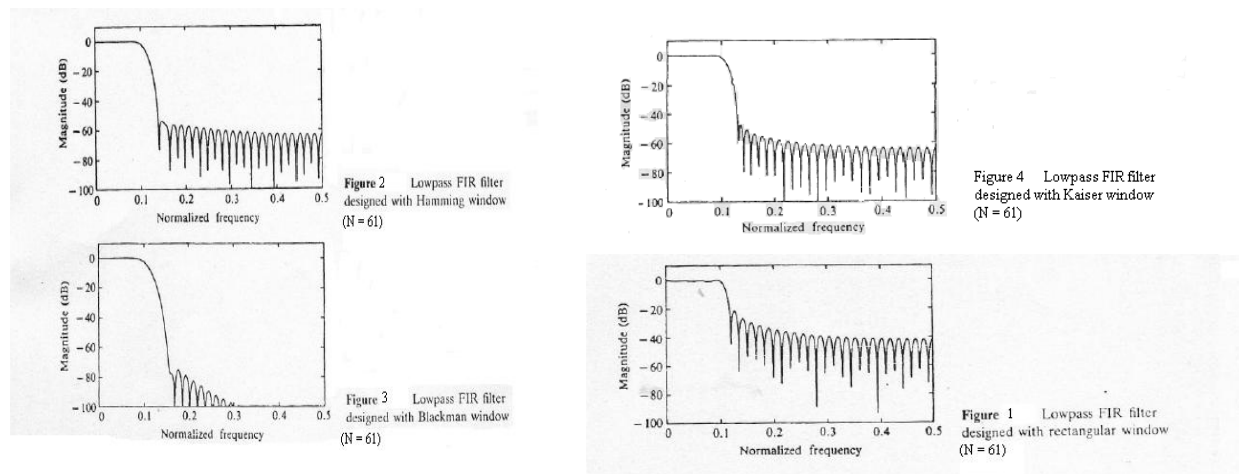 0
−20
−40
−60
−80
−100
Magnitude (dB)
0
0.1
0.2
0.3
0.4
0.5
Normalized frequency
Figure 2 Lowpass FIR filter
designed with Hamming window
(N = 61)
0
−20
−40
−60
−80
−100
Magnitude (dB)
0
0.1
0.2
0.3
0.4
0.5
Normalized frequency
Figure 3 Lowpass FIR filter
designed with Blackman window
(N = 61)
0
−20
−40
−60
−80
−100
Magnitude (dB)
0
0.1
0.2
0.3
0.4
0.5
Normalized frequency
Figure 4 Lowpass FIR filter
designed with Kaiser window
(N = 61)
0
−20
−40
−60
−80
−100
Magnitude (dB)
0
0.1
0.2
0.3
0.4
0.5
Normalized frequency
Figure 1 Lowpass FIR filter
designed with rectangular window
(N = 61)